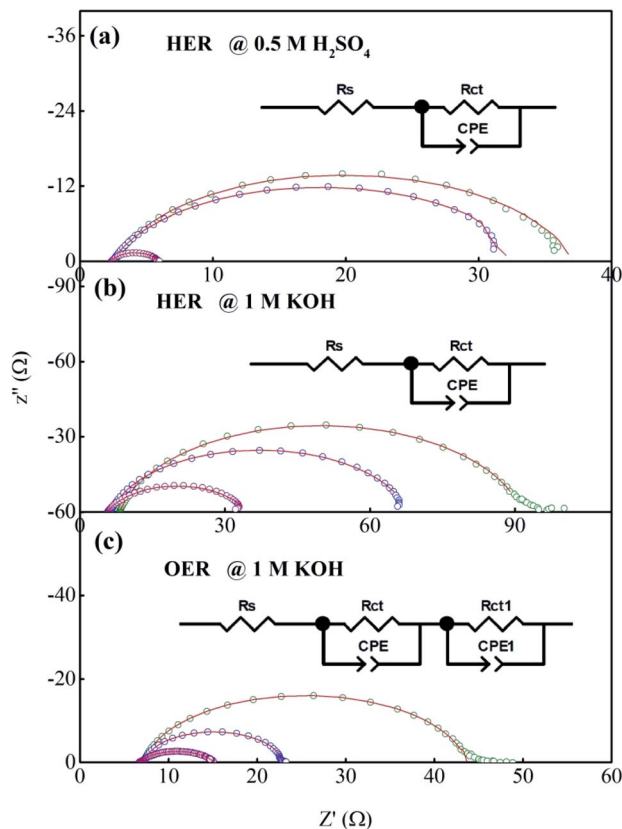 -36
(a)
HER @ 0.5 M H₂SO₄
-24
Rs
Rct
CPE
-12
0
0
10
20
30
40
-90
(b)
HER @ 1 M KOH
-60
Rs
Rct
CPE
z'' (Ω)
-30
-60
0
30
60
90
(c)
OER @ 1 M KOH
-40
Rs
Rct
Rct1
CPE
CPE1
-20
0
0
10
20
30
40
50
60
Z' (Ω)